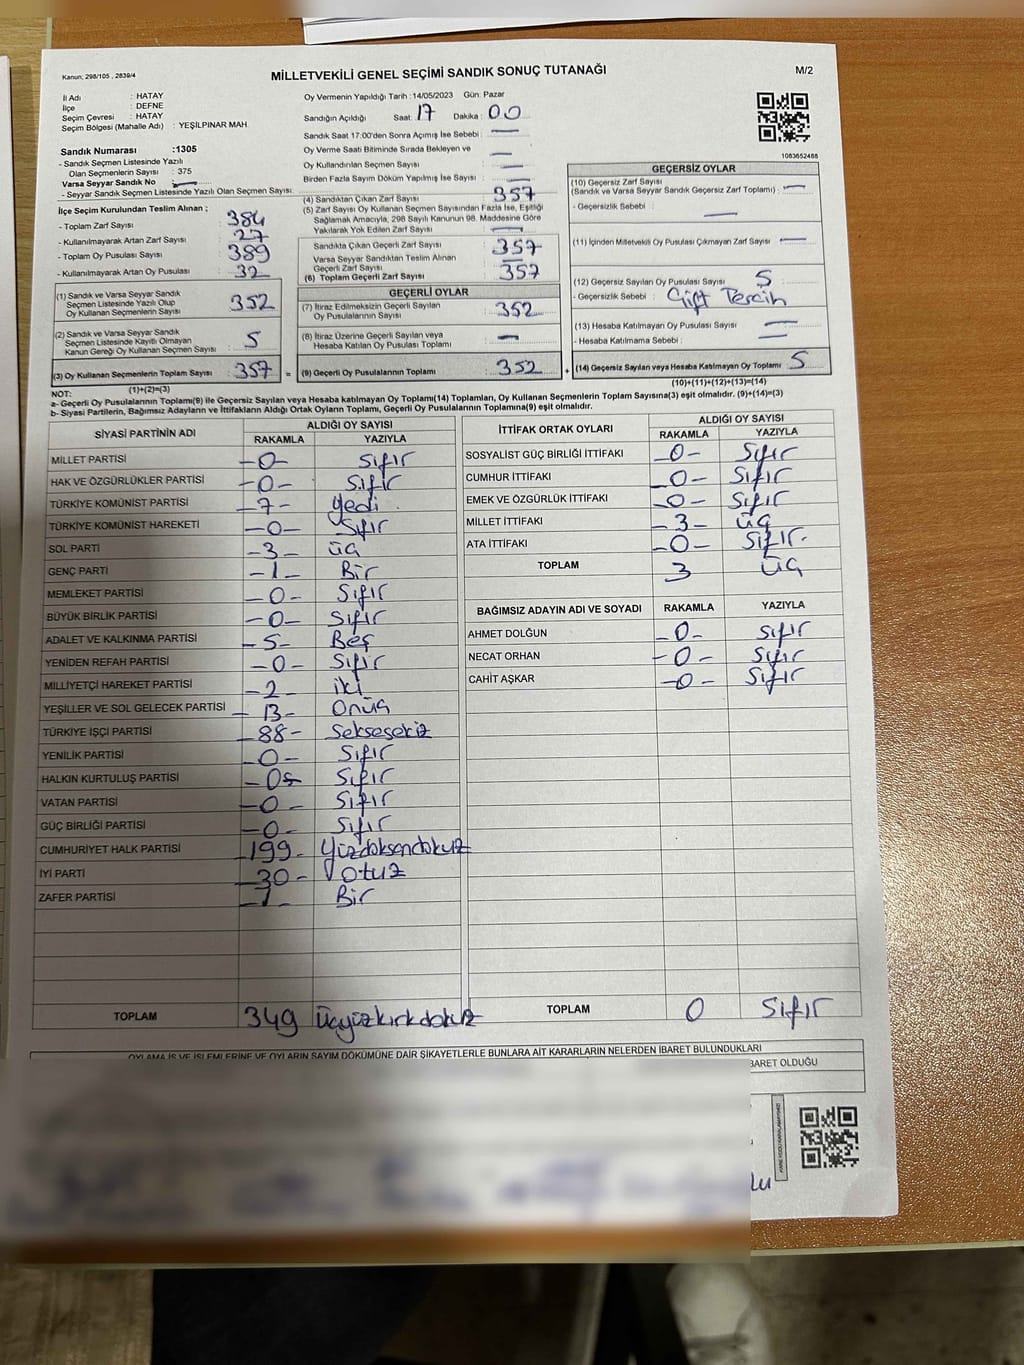 Kanun; 298/105 , 2839/4
MİLLETVEKİLİ GENEL SEÇİMİ SANDIK SONUÇ TUTANAĞI
M/2
İl Adı : HATAY
İlçe : DEFNE
Seçim Çevresi : HATAY
Seçim Bölgesi (Mahalle Adı) : YEŞİLPINAR MAH.
Sandık Numarası :1305
- Sandık Seçmen Listesinde Yazılı
Olan Seçmenlerin Sayısı : 375
Varsa Seyyar Sandık No : —
- Seyyar Sandık Seçmen Listesinde Yazılı Olan Seçmen Sayısı:
İlçe Seçim Kurulundan Teslim Alınan ;
- Toplam Zarf Sayısı : 384
- Kullanılmayarak Artan Zarf Sayısı : 27
- Toplam Oy Pusulası Sayısı : 389
- Kullanılmayarak Artan Oy Pusulası : 32
(1) Sandık ve Varsa Seyyar Sandık
Seçmen Listesinde Yazılı Olup
Oy Kullanan Seçmenlerin Sayısı : 352
(2) Sandık ve Varsa Seyyar Sandık
Seçmen Listesinde Kayıtlı Olmayan
Kanun Gereği Oy Kullanan Seçmen Sayısı : 5
(3) Oy Kullanan Seçmenlerin Toplam Sayısı : 357 =
(1)+(2)=(3)
Oy Vermenin Yapıldığı Tarih :14/05/2023 Gün: Pazar
Sandığın Açıldığı Saat: 17 Dakika: 00
Sandık Saat 17:00'den Sonra Açımış İse Sebebi : —
Oy Verme Saati Bitiminde Sırada Bekleyen ve
Oy Kullandırılan Seçmen Sayısı : —
Birden Fazla Sayım Döküm Yapılmış İse Sayısı : —
(4) Sandıktan Çıkan Zarf Sayısı : 357
(5) Zarf Sayısı Oy Kullanan Seçmen Sayısından Fazla İse, Eşitliği
Sağlamak Amacıyla, 298 Sayılı Kanunun 98. Maddesine Göre
Yakılarak Yok Edilen Zarf Sayısı : —
Sandıkta Çıkan Geçerli Zarf Sayısı : 357
Varsa Seyyar Sandıktan Teslim Alınan
Geçerli Zarf Sayısı : —
(6) Toplam Geçerli Zarf Sayısı : 357
GEÇERLİ OYLAR
(7) İtiraz Edilmeksizin Geçerli Sayılan
Oy Pusulalarının Sayısı : 352
(8) İtiraz Üzerine Geçerli Sayılan veya
Hesaba Katılan Oy Pusulası Toplamı : —
(9) Geçerli Oy Pusulalarının Toplamı : 352 +
1083652488
GEÇERSİZ OYLAR
(10) Geçersiz Zarf Sayısı
(Sandık ve Varsa Seyyar Sandık Geçersiz Zarf Toplamı) : —
- Geçersizlik Sebebi : —
(11) İçinden Milletvekili Oy Pusulası Çıkmayan Zarf Sayısı : —
(12) Geçersiz Sayılan Oy Pusulası Sayısı : 5
- Geçersizlik Sebebi : Çift Tercih
(13) Hesaba Katılmayan Oy Pusulası Sayısı : —
- Hesaba Katılmama Sebebi : —
(14) Geçersiz Sayılan veya Hesaba Katılmayan Oy Toplamı : 5
(10)+(11)+(12)+(13)=(14)
NOT:
a- Geçerli Oy Pusulalarının Toplamı(9) ile Geçersiz Sayılan veya Hesaba katılmayan Oy Toplamı(14) Toplamları, Oy Kullanan Seçmenlerin Toplam Sayısına(3) eşit olmalıdır. (9)+(14)=(3)
b- Siyasi Partilerin, Bağımsız Adayların ve İttifakların Aldığı Ortak Oyların Toplamı, Geçerli Oy Pusulalarının Toplamına(9) eşit olmalıdır.
SİYASİ PARTİNİN ADI ALDIĞI OY SAYISI
RAKAMLA YAZIYLA
MİLLET PARTİSİ -0- Sıfır
HAK VE ÖZGÜRLÜKLER PARTİSİ -0- Sıfır
TÜRKİYE KOMÜNİST PARTİSİ -7- Yedi
TÜRKİYE KOMÜNİST HAREKETİ -0- Sıfır
SOL PARTİ -3- üç
GENÇ PARTİ -1- Bir
MEMLEKET PARTİSİ -0- Sıfır
BÜYÜK BİRLİK PARTİSİ -0- Sıfır
ADALET VE KALKINMA PARTİSİ -5- Beş
YENİDEN REFAH PARTİSİ -0- Sıfır
MİLLİYETÇİ HAREKET PARTİSİ -2- iki
YEŞİLLER VE SOL GELECEK PARTİSİ -13- Onüç
TÜRKİYE İŞÇİ PARTİSİ -88- Seksesekiz
YENİLİK PARTİSİ -0- Sıfır
HALKIN KURTULUŞ PARTİSİ -0- Sıfır
VATAN PARTİSİ -0- Sıfır
GÜÇ BİRLİĞİ PARTİSİ -0- Sıfır
CUMHURİYET HALK PARTİSİ -199- Yüzdoksandokuz
İYİ PARTİ -30- otuz
ZAFER PARTİSİ -1- Bir
TOPLAM 349 Üçyüzkırkdokuz
İTTİFAK ORTAK OYLARI ALDIĞI OY SAYISI
RAKAMLA YAZIYLA
SOSYALİST GÜÇ BİRLİĞİ İTTİFAKI -0- Sıfır
CUMHUR İTTİFAKI -0- Sıfır
EMEK VE ÖZGÜRLÜK İTTİFAKI -0- Sıfır
MİLLET İTTİFAKI -3- üç
ATA İTTİFAKI -0- Sıfır.
TOPLAM 3 üç
BAĞIMSIZ ADAYIN ADI VE SOYADI RAKAMLA YAZIYLA
AHMET DOLĞUN -0- Sıfır
NECAT ORHAN -0- Sıfır
CAHİT AŞKAR -0- Sıfır
TOPLAM 0 Sıfır
OYLAMA İŞ VE İŞLEMLERİNE VE OYLARIN SAYIM DÖKÜMÜNE DAİR ŞİKAYETLERLE BUNLARA AİT KARARLARIN NELERDEN İBARET BULUNDUKLARI
BARET OLDUĞU